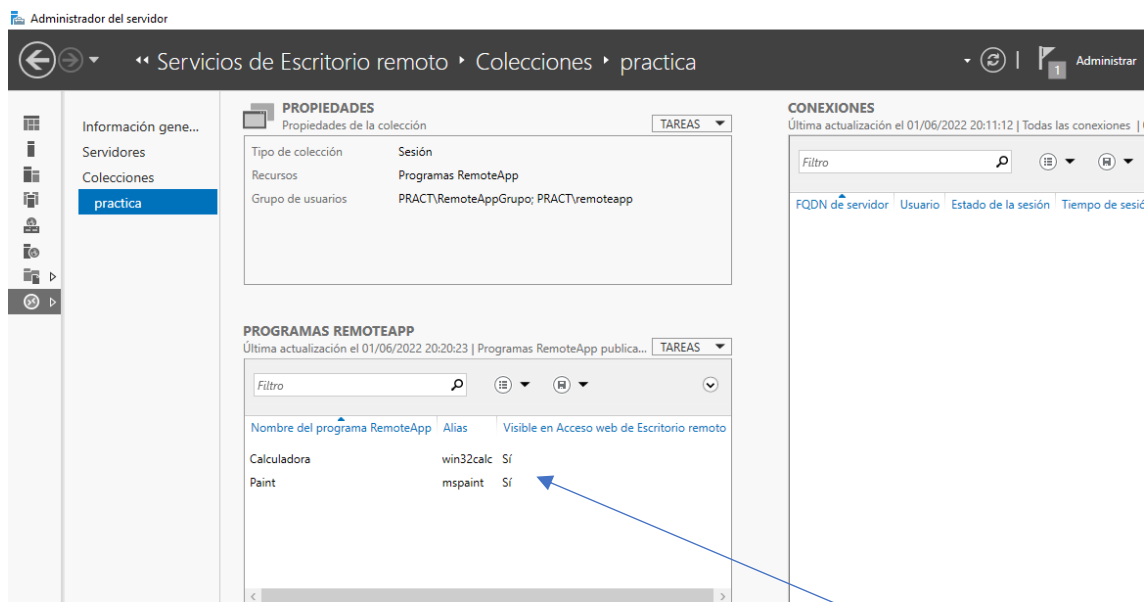 Administrador del servidor
Servicios de Escritorio remoto Colecciones practica
1
Administrar
Información gene...
Servidores
Colecciones
practica
PROPIEDADES
Propiedades de la colección
TAREAS
Tipo de colección Sesión
Recursos Programas RemoteApp
Grupo de usuarios PRACT\RemoteAppGrupo; PRACT\remoteapp
PROGRAMAS REMOTEAPP
Última actualización el 01/06/2022 20:20:23 | Programas RemoteApp publica...
TAREAS
Filtro
Nombre del programa RemoteApp Alias Visible en Acceso web de Escritorio remoto
Calculadora win32calc Sí
Paint mspaint Sí
CONEXIONES
Última actualización el 01/06/2022 20:11:12 | Todas las conexiones |
Filtro
FQDN de servidor Usuario Estado de la sesión Tiempo de sesió